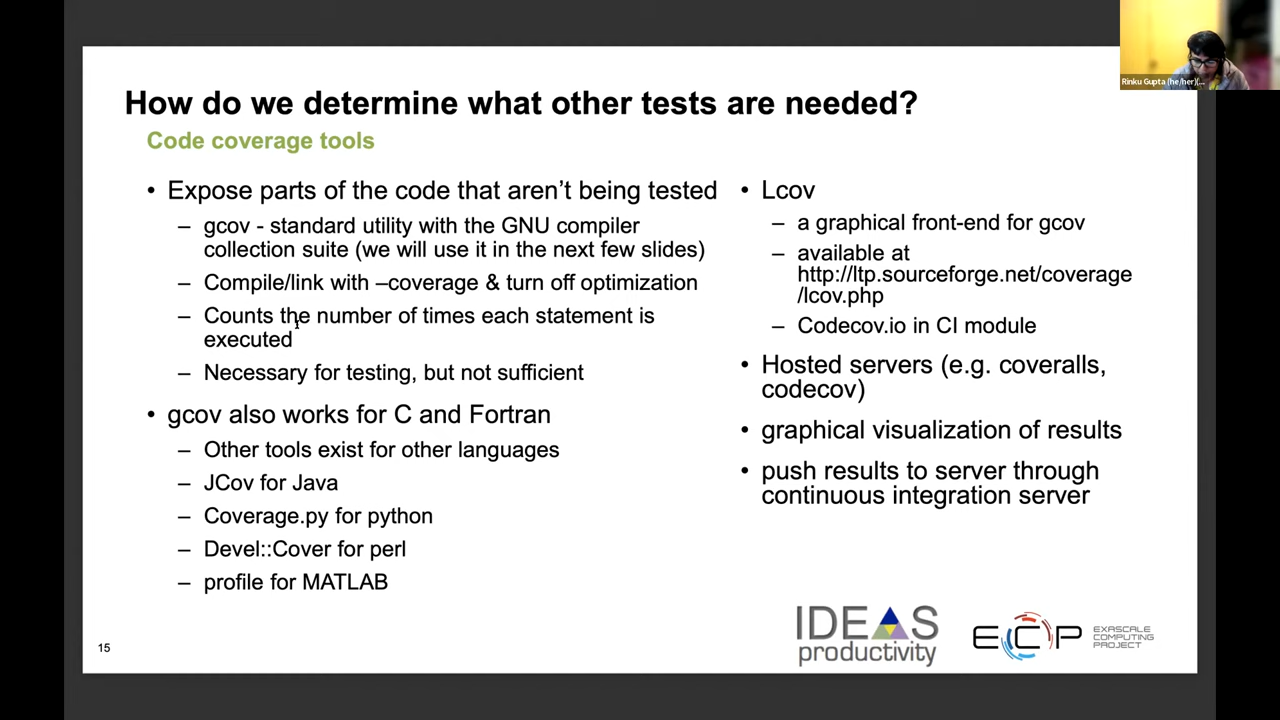 How do we determine what other tests are needed?
Code coverage tools
• Expose parts of the code that aren’t being tested
– gcov - standard utility with the GNU compiler
collection suite (we will use it in the next few slides)
– Compile/link with –coverage & turn off optimization
– Counts the number of times each statement is
executed
– Necessary for testing, but not sufficient
• gcov also works for C and Fortran
– Other tools exist for other languages
– JCov for Java
– Coverage.py for python
– Devel::Cover for perl
– profile for MATLAB
• Lcov
– a graphical front-end for gcov
– available at
http://ltp.sourceforge.net/coverage
/lcov.php
– Codecov.io in CI module
• Hosted servers (e.g. coveralls,
codecov)
• graphical visualization of results
• push results to server through
continuous integration server
15
IDEAS
productivity
ECP
EXASCALE
COMPUTING
PROJECT
Rinku Gupta (he/her)(...